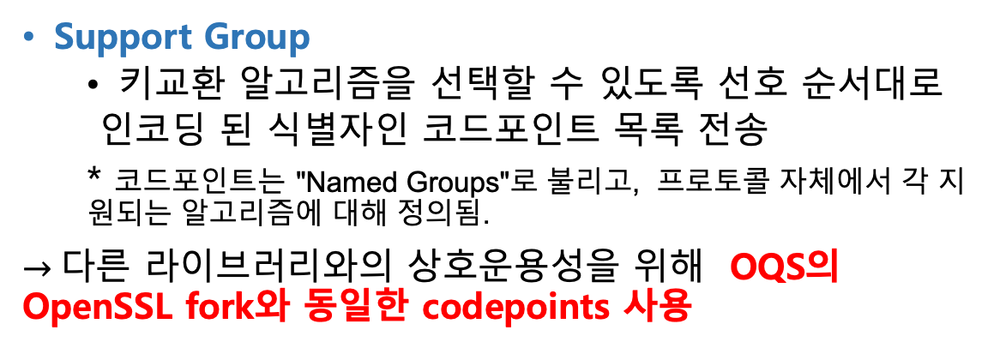 • Support Group
• 키교환 알고리즘을 선택할 수 있도록 선호 순서대로
인코딩 된 식별자인 코드포인트 목록 전송
* 코드포인트는 "Named Groups"로 불리고, 프로토콜 자체에서 각 지
원되는 알고리즘에 대해 정의됨.
→ 다른 라이브러리와의 상호운용성을 위해 OQS의
OpenSSL fork와 동일한 codepoints 사용